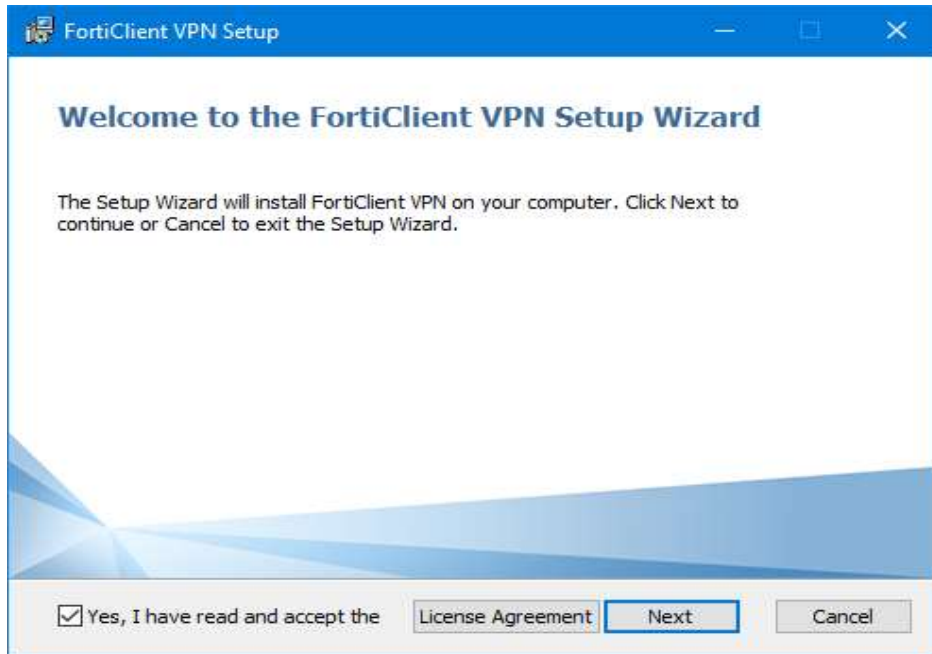 FortiClient VPN Setup
Welcome to the FortiClient VPN Setup Wizard
The Setup Wizard will install FortiClient VPN on your computer. Click Next to
continue or Cancel to exit the Setup Wizard.
Yes, I have read and accept the License Agreement Next Cancel